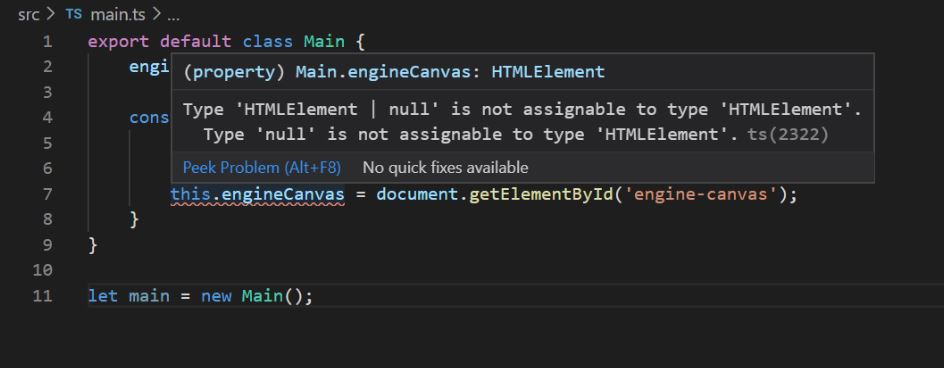 src > TS main.ts > ...
1 export default class Main {
2 engi
(property) Main.engineCanvas: HTMLElement
3
Type 'HTMLElement | null' is not assignable to type 'HTMLElement'.
4 cons
Type 'null' is not assignable to type 'HTMLElement'. ts(2322)
5
6
Peek Problem (Alt+F8) No quick fixes available
7 this.engineCanvas = document.getElementById('engine-canvas');
8 }
9 }
10
11 let main = new Main();